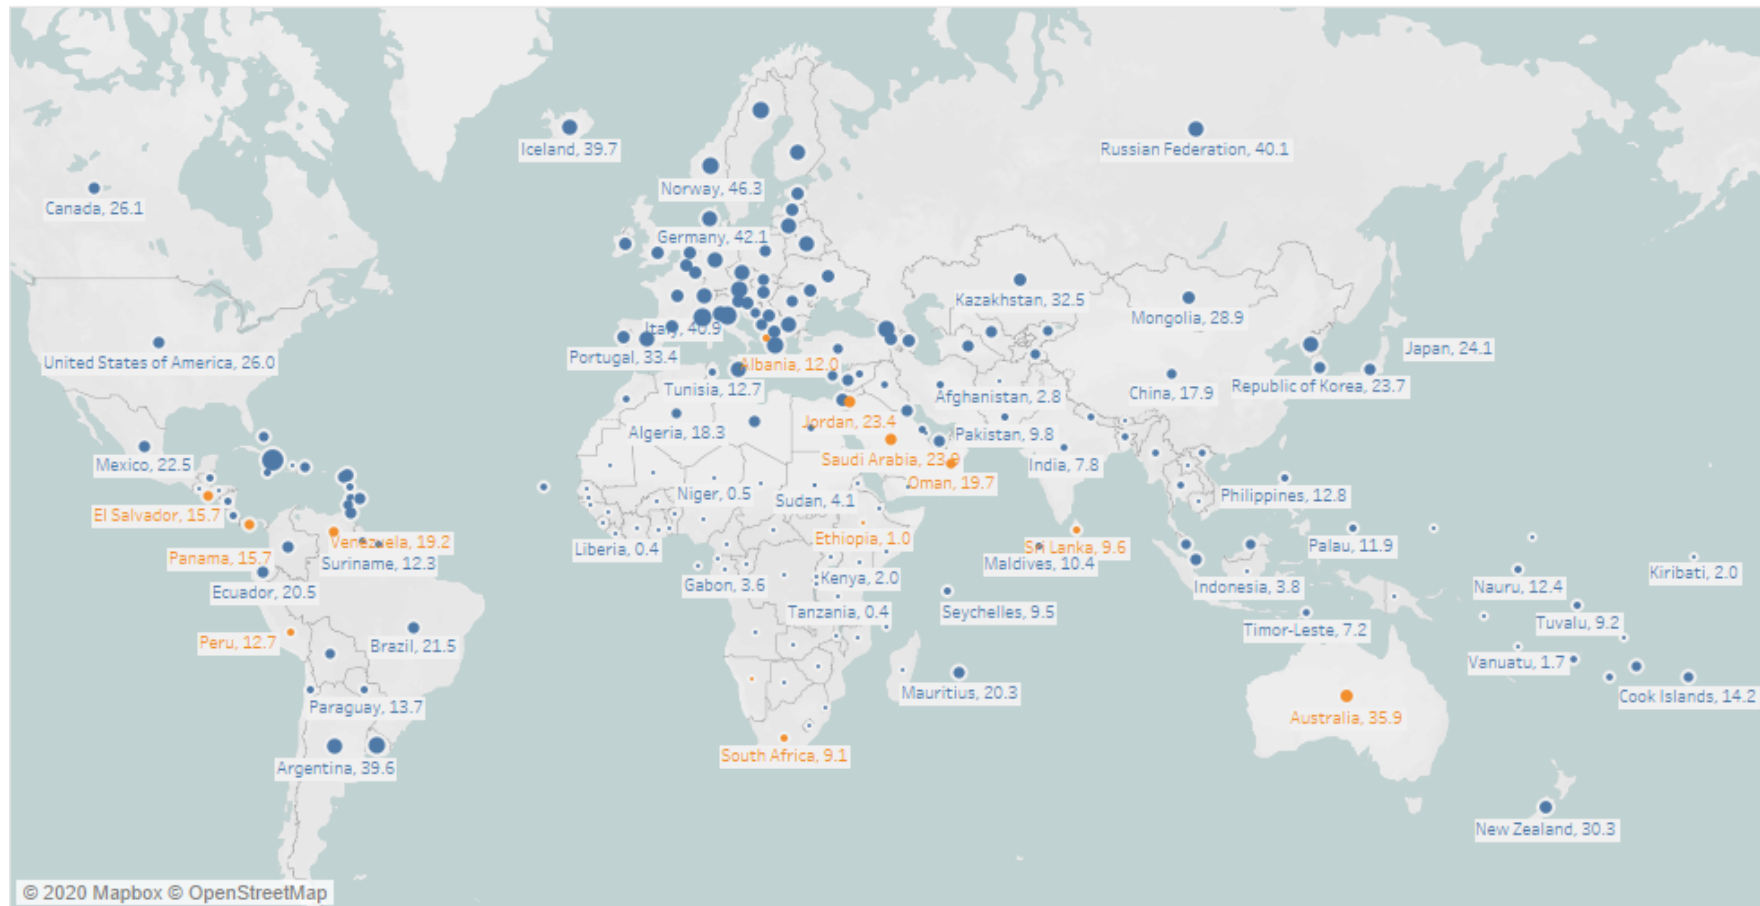 Iceland, 39.7
Russian Federation, 40.1
Norway, 46.3
Canada, 26.1
Germany, 42.1
Kazakhstan, 32.5
Mongolia, 28.9
Italy, 40.9
Japan, 24.1
Portugal, 33.4
United States of America, 26.0
Albania, 12.0
Republic of Korea, 23.7
Tunisia, 12.7
Afghanistan, 2.8
China, 17.9
Jordan, 23.4
Algeria, 18.3
Pakistan, 9.8
Saudi Arabia, 23.9
Mexico, 22.5
India, 7.8
Oman, 19.7
Niger, 0.5
Sudan, 4.1
Philippines, 12.8
El Salvador, 15.7
Ethiopia, 1.0
Venezuela, 19.2
Liberia, 0.4
Sri Lanka, 9.6
Palau, 11.9
Panama, 15.7
Suriname, 12.3
Maldives, 10.4
Kiribati, 2.0
Gabon, 3.6
Kenya, 2.0
Indonesia, 3.8
Nauru, 12.4
Ecuador, 20.5
Tanzania, 0.4
Seychelles, 9.5
Tuvalu, 9.2
Timor-Leste, 7.2
Peru, 12.7
Brazil, 21.5
Vanuatu, 1.7
Mauritius, 20.3
Cook Islands, 14.2
Paraguay, 13.7
Australia, 35.9
South Africa, 9.1
Argentina, 39.6
New Zealand, 30.3
© 2020 Mapbox © OpenStreetMap